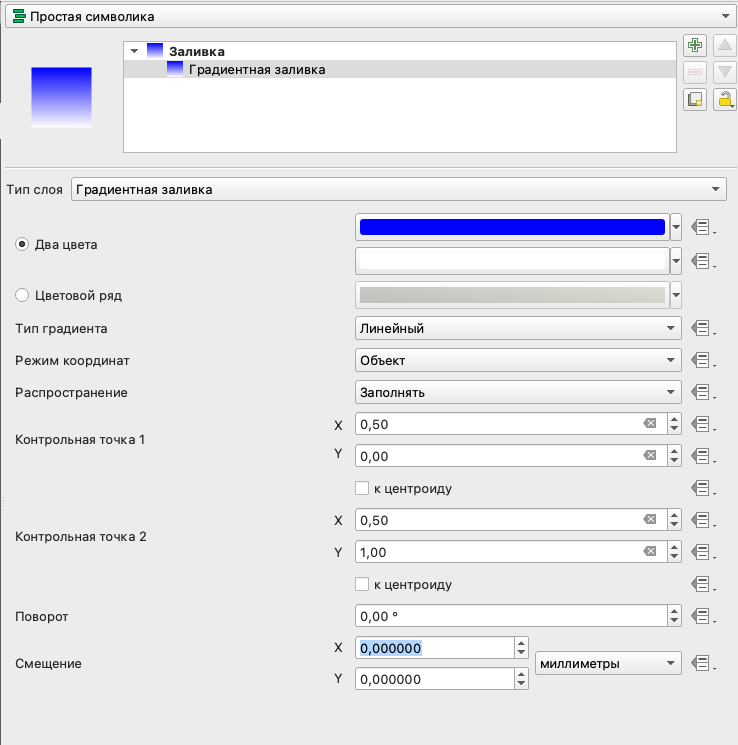 Простая символика
Заливка
Градиентная заливка
Тип слоя Градиентная заливка
Два цвета
Цветовой ряд
Тип градиента Линейный
Режим координат Объект
Распространение Заполнять
Контрольная точка 1
X 0,50
Y 0,00
к центроиду
Контрольная точка 2
X 0,50
Y 1,00
к центроиду
Поворот 0,00 °
Смещение
X 0,000000
миллиметры
Y 0,000000